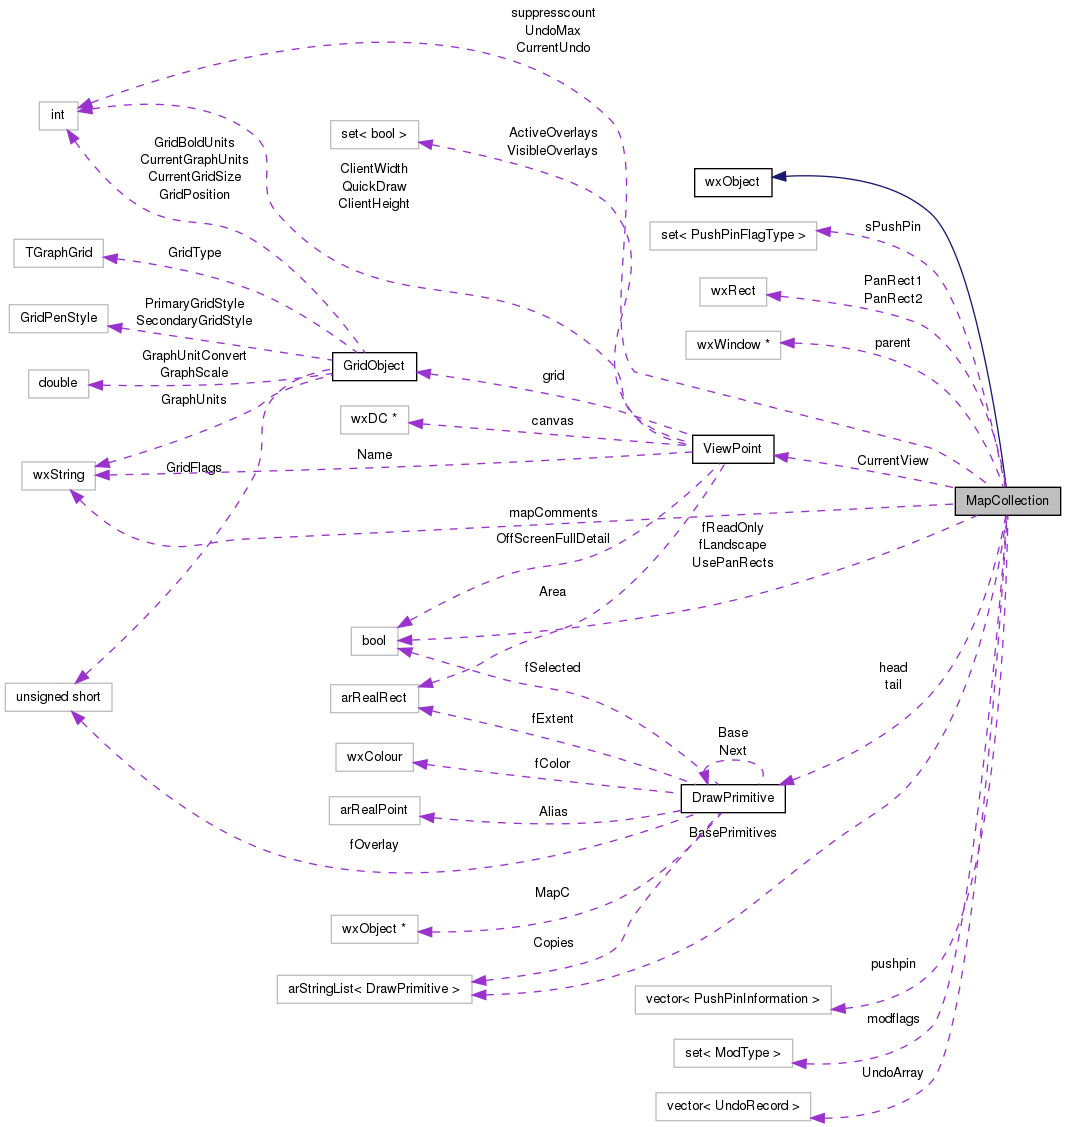 suppresscount
UndoMax
CurrentUndo
int
set< bool >
ActiveOverlays
VisibleOverlays
GridBoldUnits
CurrentGraphUnits
CurrentGridSize
GridPosition
ClientWidth
QuickDraw
ClientHeight
wxObject
sPushPin
set< PushPinFlagType >
TGraphGrid
GridType
wxRect
PanRect1
PanRect2
GridPenStyle
PrimaryGridStyle
SecondaryGridStyle
wxWindow *
parent
double
GraphUnitConvert
GraphScale
GridObject
grid
GraphUnits
wxDC *
canvas
ViewPoint
Name
CurrentView
wxString
GridFlags
MapCollection
mapComments
OffScreenFullDetail
fReadOnly
fLandscape
UsePanRects
Area
bool
fSelected
head
tail
unsigned short
arRealRect
fExtent
Base
Next
wxColour
fColor
DrawPrimitive
arRealPoint
Alias
BasePrimitives
fOverlay
MapC
wxObject *
Copies
arStringList< DrawPrimitive >
pushpin
vector< PushPinInformation >
modflags
set< ModType >
UndoArray
vector< UndoRecord >